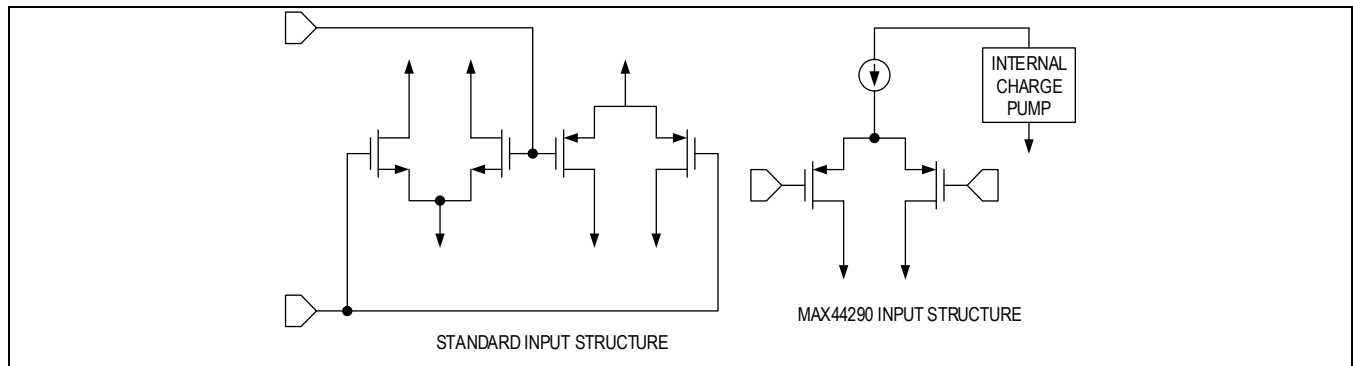 INTERNAL
CHARGE
PUMP
STANDARD INPUT STRUCTURE
MAX44290 INPUT STRUCTURE